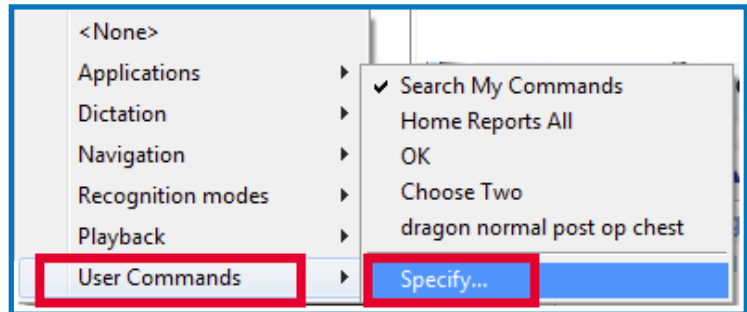 <None>
Applications
Dictation
Navigation
Recognition modes
Playback
User Commands
Search My Commands
Home Reports All
OK
Choose Two
dragon normal post op chest
Specify...